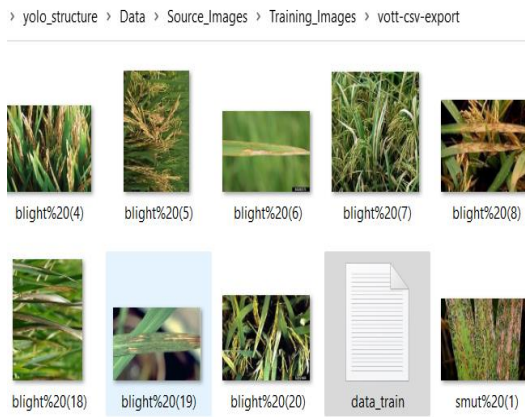 > yolo_structure > Data > Source_Images > Training_Images > vott-csv-export
blight%20(4) blight%20(5) blight%20(6) blight%20(7) blight%20(8)
blight%20(18) blight%20(19) blight%20(20) data_train smut%20(1)